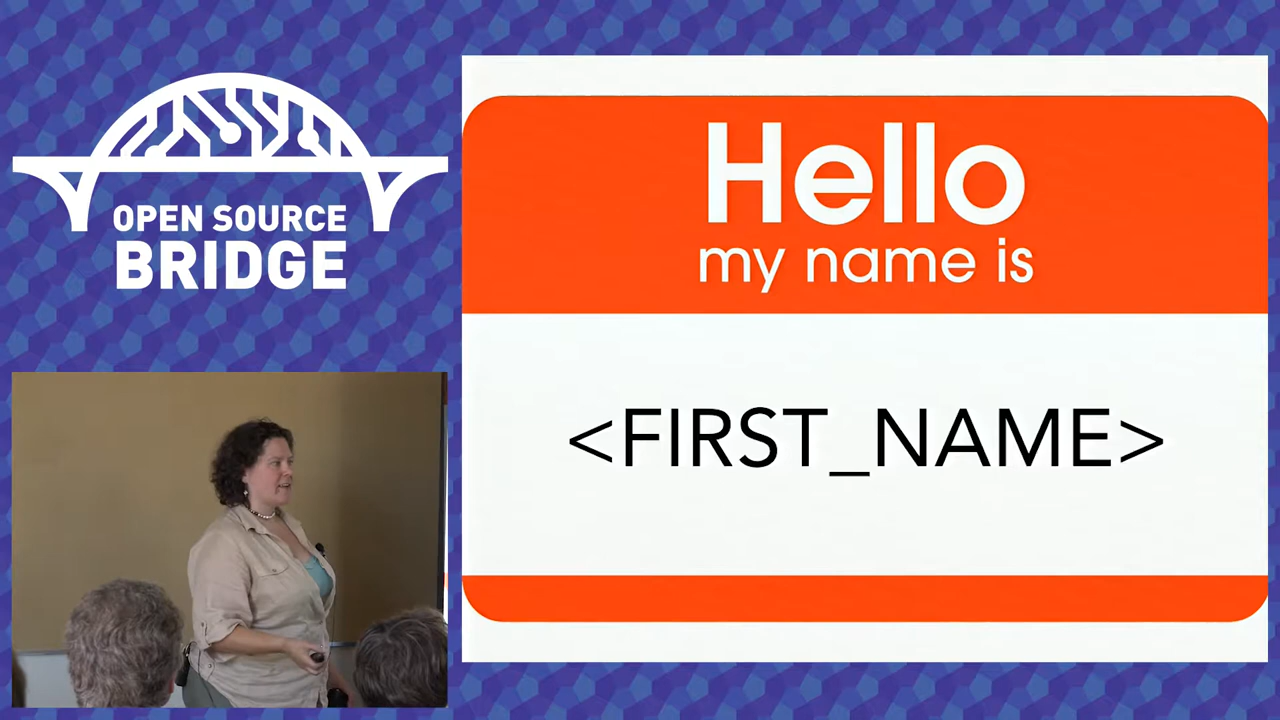 OPEN SOURCE
BRIDGE
Hello
my name is
<FIRST_NAME>